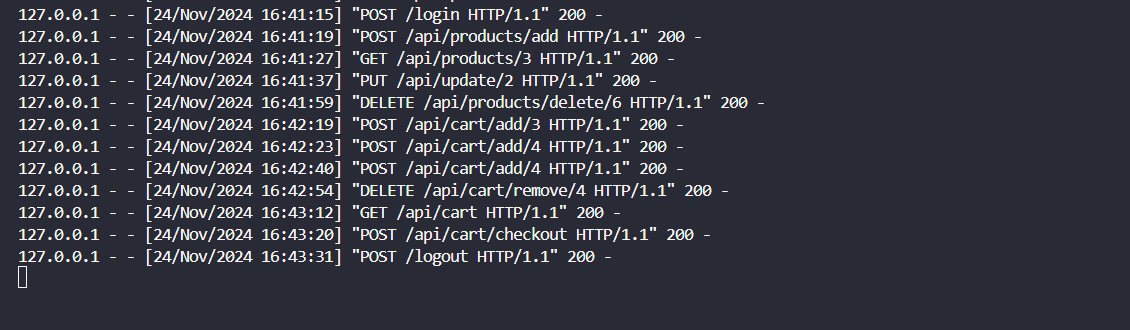 127.0.0.1 - - [24/Nov/2024 16:41:15] "POST /login HTTP/1.1" 200 -
127.0.0.1 - - [24/Nov/2024 16:41:19] "POST /api/products/add HTTP/1.1" 200 -
127.0.0.1 - - [24/Nov/2024 16:41:27] "GET /api/products/3 HTTP/1.1" 200 -
127.0.0.1 - - [24/Nov/2024 16:41:37] "PUT /api/update/2 HTTP/1.1" 200 -
127.0.0.1 - - [24/Nov/2024 16:41:59] "DELETE /api/products/delete/6 HTTP/1.1" 200 -
127.0.0.1 - - [24/Nov/2024 16:42:19] "POST /api/cart/add/3 HTTP/1.1" 200 -
127.0.0.1 - - [24/Nov/2024 16:42:23] "POST /api/cart/add/4 HTTP/1.1" 200 -
127.0.0.1 - - [24/Nov/2024 16:42:40] "POST /api/cart/add/4 HTTP/1.1" 200 -
127.0.0.1 - - [24/Nov/2024 16:42:54] "DELETE /api/cart/remove/4 HTTP/1.1" 200 -
127.0.0.1 - - [24/Nov/2024 16:43:12] "GET /api/cart HTTP/1.1" 200 -
127.0.0.1 - - [24/Nov/2024 16:43:20] "POST /api/cart/checkout HTTP/1.1" 200 -
127.0.0.1 - - [24/Nov/2024 16:43:31] "POST /logout HTTP/1.1" 200 -